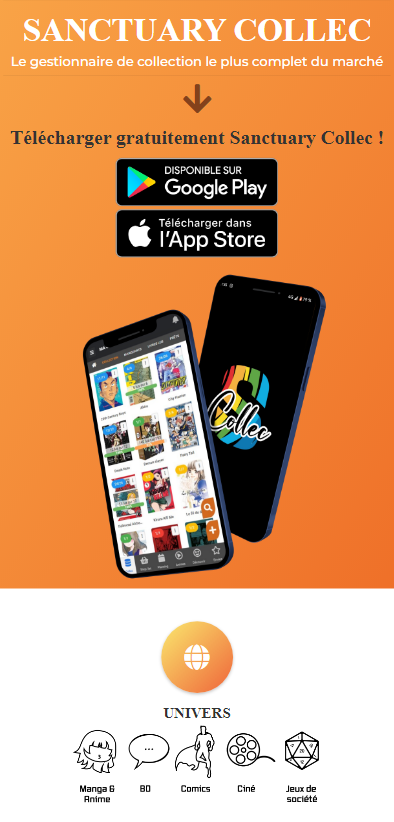 SANCTUARY COLLEC
Le gestionnaire de collection le plus complet du marché
Télécharger gratuitement Sanctuary Collec !
DISPONIBLE SUR
Google Play
Télécharger dans
l'App Store
S
Collec
UNIVERS
...
Manga & Anime
BD
Comics
Ciné
Jeux de société